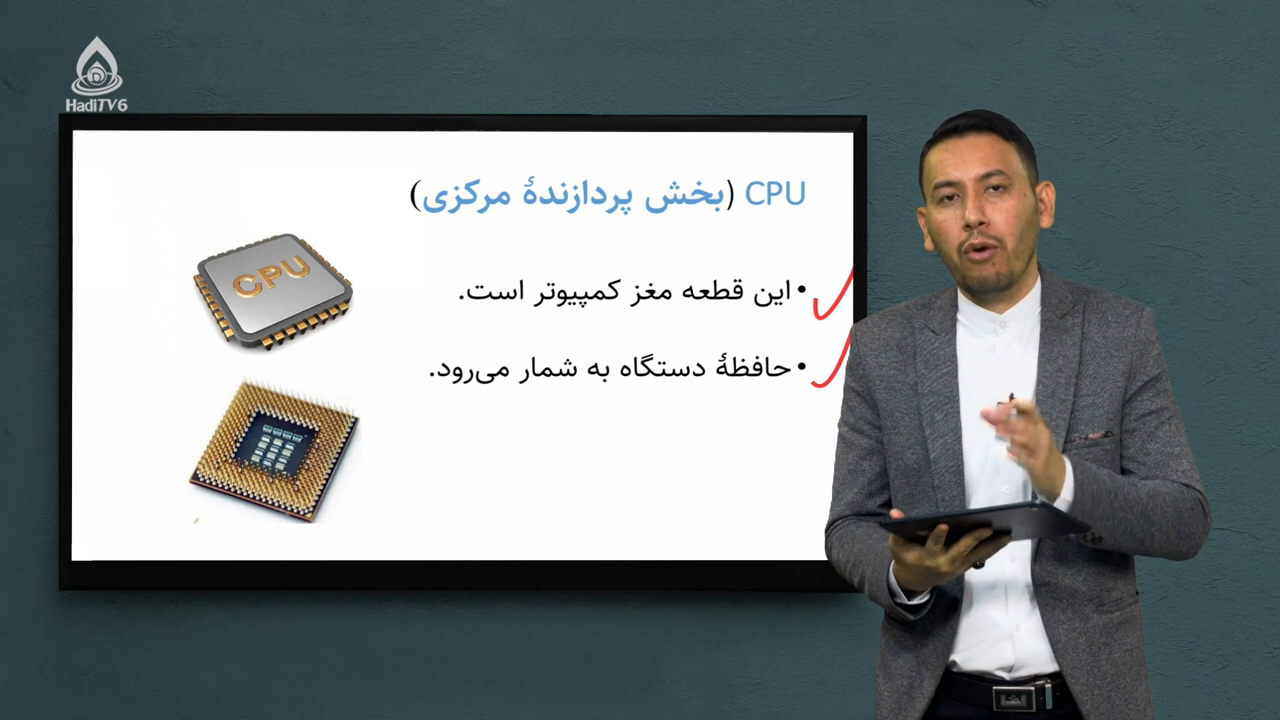 HadiTV6
CPU (بخش پردازندهٔ مرکزی)
CPU
• این قطعه مغز کمپیوتر است.
• حافظهٔ دستگاه به شمار می‌رود.